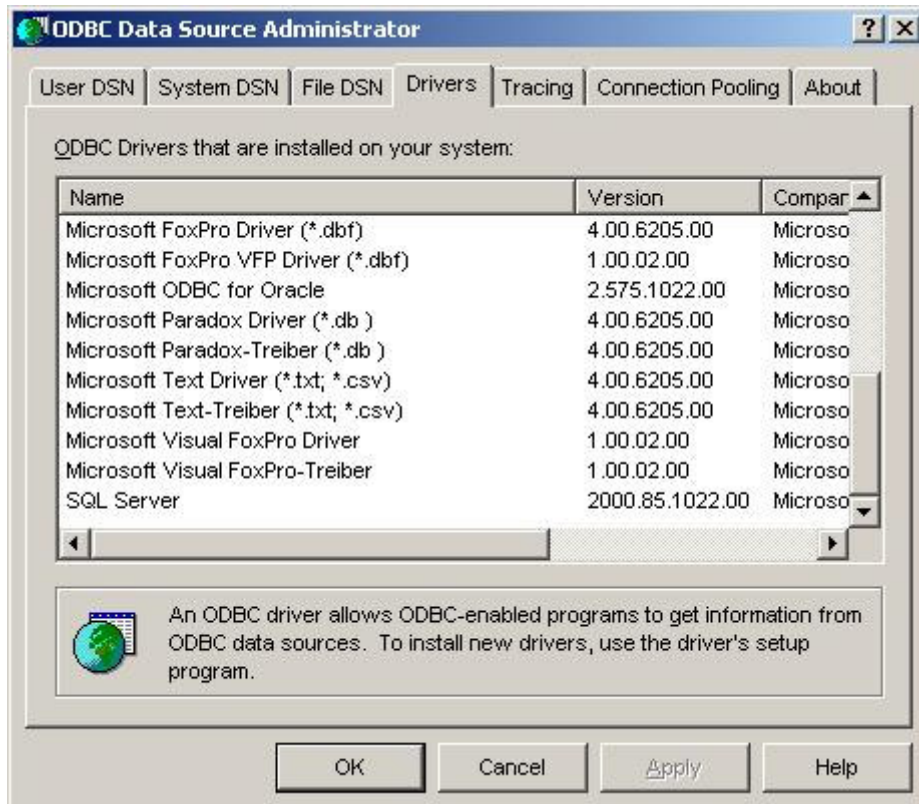 ODBC Data Source Administrator
User DSN System DSN File DSN Drivers Tracing Connection Pooling About
ODBC Drivers that are installed on your system:
Name Version Compar
Microsoft FoxPro Driver (*.dbf) 4.00.6205.00 Microso
Microsoft FoxPro VFP Driver (*.dbf) 1.00.02.00 Microso
Microsoft ODBC for Oracle 2.575.1022.00 Microso
Microsoft Paradox Driver (*.db ) 4.00.6205.00 Microso
Microsoft Paradox-Treiber (*.db ) 4.00.6205.00 Microso
Microsoft Text Driver (*.txt; *.csv) 4.00.6205.00 Microso
Microsoft Text-Treiber (*.txt; *.csv) 4.00.6205.00 Microso
Microsoft Visual FoxPro Driver 1.00.02.00 Microso
Microsoft Visual FoxPro-Treiber 1.00.02.00 Microso
SQL Server 2000.85.1022.00 Microso
An ODBC driver allows ODBC-enabled programs to get information from
ODBC data sources. To install new drivers, use the driver's setup
program.
OK Cancel Apply Help